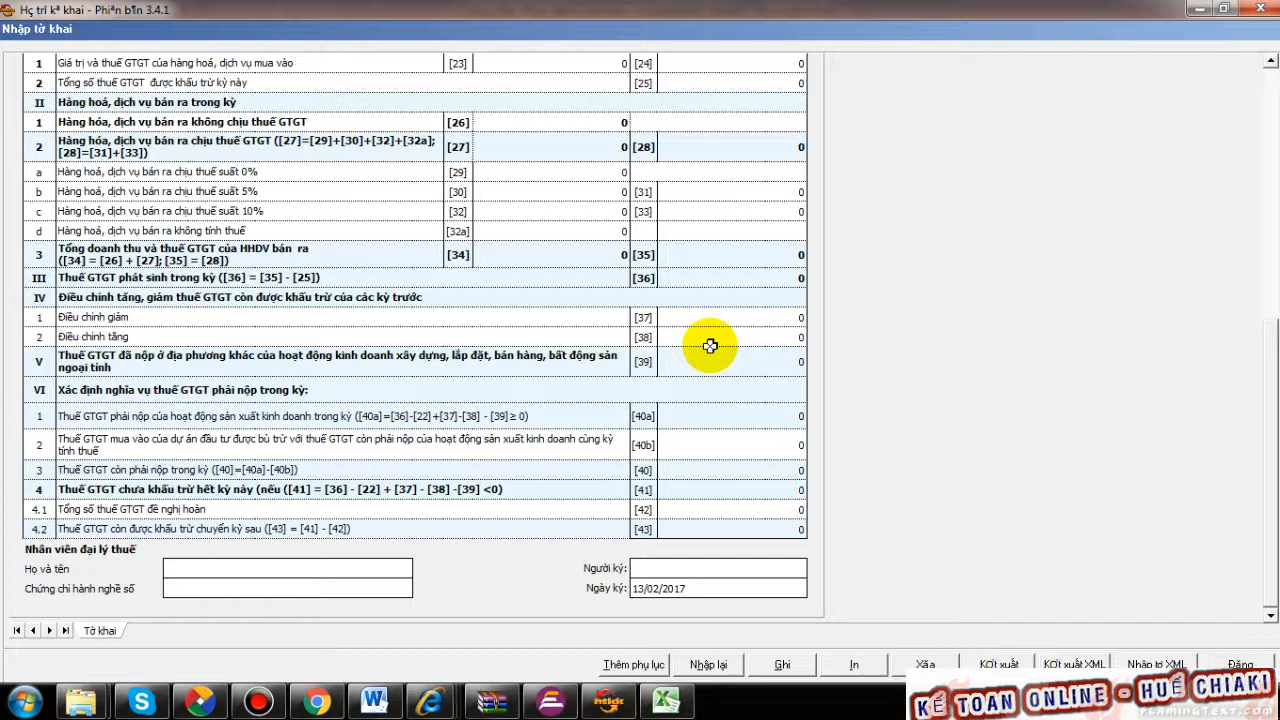 Hç trî kª khai - Phiªn b¶n 3.4.1
Nhập tờ khai
1 Giá trị và thuế GTGT của hàng hoá, dịch vụ mua vào [23] 0 [24] 0
2 Tổng số thuế GTGT được khấu trừ kỳ này [25] 0
II Hàng hoá, dịch vụ bán ra trong kỳ
1 Hàng hóa, dịch vụ bán ra không chịu thuế GTGT [26] 0
2 Hàng hóa, dịch vụ bán ra chịu thuế GTGT ([27]=[29]+[30]+[32]+[32a]; [27] 0 [28] 0
[28]=[31]+[33])
a Hàng hoá, dịch vụ bán ra chịu thuế suất 0% [29] 0
b Hàng hoá, dịch vụ bán ra chịu thuế suất 5% [30] 0 [31] 0
c Hàng hoá, dịch vụ bán ra chịu thuế suất 10% [32] 0 [33] 0
d Hàng hoá, dịch vụ bán ra không tính thuế [32a] 0
3 Tổng doanh thu và thuế GTGT của HHDV bán ra [34] 0 [35] 0
([34] = [26] + [27]; [35] = [28])
III Thuế GTGT phát sinh trong kỳ ([36] = [35] - [25]) [36] 0
IV Điều chỉnh tăng, giảm thuế GTGT còn được khấu trừ của các kỳ trước
1 Điều chỉnh giảm [37] 0
2 Điều chỉnh tăng [38] 0
V Thuế GTGT đã nộp ở địa phương khác của hoạt động kinh doanh xây dựng, lắp đặt, bán hàng, bất động sản [39] 0
ngoại tỉnh
VI Xác định nghĩa vụ thuế GTGT phải nộp trong kỳ:
1 Thuế GTGT phải nộp của hoạt động sản xuất kinh doanh trong kỳ ([40a]=[36]-[22]+[37]-[38] - [39]≥ 0) [40a] 0
2 Thuế GTGT mua vào của dự án đầu tư được bù trừ với thuế GTGT còn phải nộp của hoạt động sản xuất kinh doanh cùng kỳ [40b] 0
tính thuế
3 Thuế GTGT còn phải nộp trong kỳ ([40]=[40a]-[40b]) [40] 0
4 Thuế GTGT chưa khấu trừ hết kỳ này (nếu ([41] = [36] - [22] + [37] - [38] -[39] <0) [41] 0
4.1 Tổng số thuế GTGT đề nghị hoàn [42] 0
4.2 Thuế GTGT còn được khấu trừ chuyển kỳ sau ([43] = [41] - [42]) [43] 0
Nhân viên đại lý thuế
Họ và tên Người ký:
Chứng chỉ hành nghề số Ngày ký: 13/02/2017
Tờ khai
Thêm phụ lục Nhập lại Ghi In
KẾ TOÁN ONLINE - HUẾ CHIAKI
FLAMINGTEXT.COM